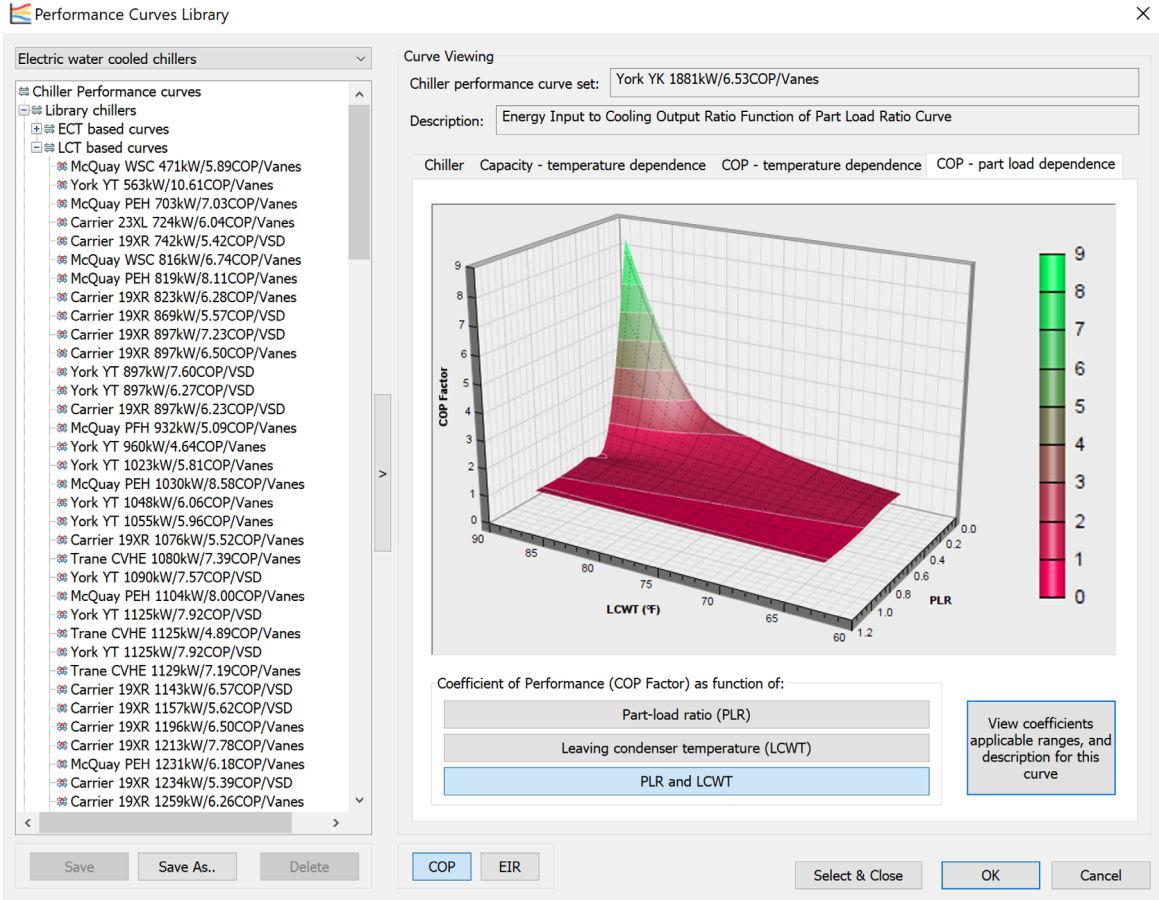 Performance Curves Library
Electric water cooled chillers
Chiller Performance curves
Library chillers
ECT based curves
LCT based curves
McQuay WSC 471kW/5.89COP/Vanes
York YT 563kW/10.61COP/Vanes
McQuay PEH 703kW/7.03COP/Vanes
Carrier 23XL 724kW/6.04COP/Vanes
Carrier 19XR 742kW/5.42COP/VSD
McQuay WSC 816kW/6.74COP/Vanes
McQuay PEH 819kW/8.11COP/Vanes
Carrier 19XR 823kW/6.28COP/Vanes
Carrier 19XR 869kW/5.57COP/VSD
Carrier 19XR 897kW/7.23COP/VSD
Carrier 19XR 897kW/6.50COP/Vanes
York YT 897kW/7.60COP/VSD
York YT 897kW/6.27COP/VSD
Carrier 19XR 897kW/6.23COP/VSD
McQuay PFH 932kW/5.09COP/Vanes
York YT 960kW/4.64COP/Vanes
York YT 1023kW/5.81COP/Vanes
McQuay PEH 1030kW/8.58COP/Vanes
York YT 1048kW/6.06COP/Vanes
York YT 1055kW/5.96COP/Vanes
Carrier 19XR 1076kW/5.52COP/Vanes
Trane CVHE 1080kW/7.39COP/Vanes
York YT 1090kW/7.57COP/VSD
McQuay PEH 1104kW/8.00COP/Vanes
York YT 1125kW/7.92COP/VSD
Trane CVHE 1125kW/4.89COP/Vanes
York YT 1125kW/7.92COP/VSD
Trane CVHE 1129kW/7.19COP/Vanes
Carrier 19XR 1143kW/6.57COP/VSD
Carrier 19XR 1157kW/5.62COP/VSD
Carrier 19XR 1196kW/6.50COP/Vanes
Carrier 19XR 1213kW/7.78COP/Vanes
McQuay PEH 1231kW/6.18COP/Vanes
Carrier 19XR 1234kW/5.39COP/VSD
Carrier 19XR 1259kW/6.26COP/Vanes
Save
Save As..
Delete
>
Curve Viewing
Chiller performance curve set:
York YK 1881kW/6.53COP/Vanes
Description:
Energy Input to Cooling Output Ratio Function of Part Load Ratio Curve
Chiller
Capacity - temperature dependence
COP - temperature dependence
COP - part load dependence
COP Factor
9
8
7
6
5
4
3
2
1
0
90
85
80
75
70
65
60
LCWT (°F)
0.0
0.2
0.4
0.6
0.8
1.0
1.2
PLR
9
8
7
6
5
4
3
2
1
0
Coefficient of Performance (COP Factor) as function of:
Part-load ratio (PLR)
Leaving condenser temperature (LCWT)
PLR and LCWT
View coefficients
applicable ranges, and
description for this
curve
COP
EIR
Select & Close
OK
Cancel